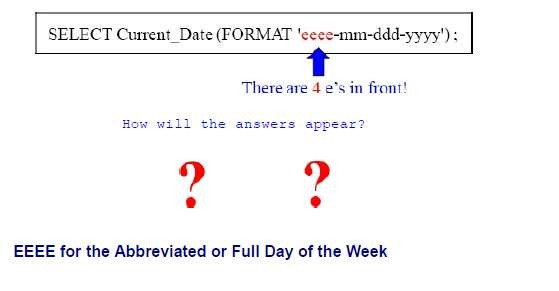 SELECT Current_Date (FORMAT 'eeee-mm-ddd-yyyy') ;
There are 4 e's in front!
How will the answers appear?
? ?
EEEE for the Abbreviated or Full Day of the Week